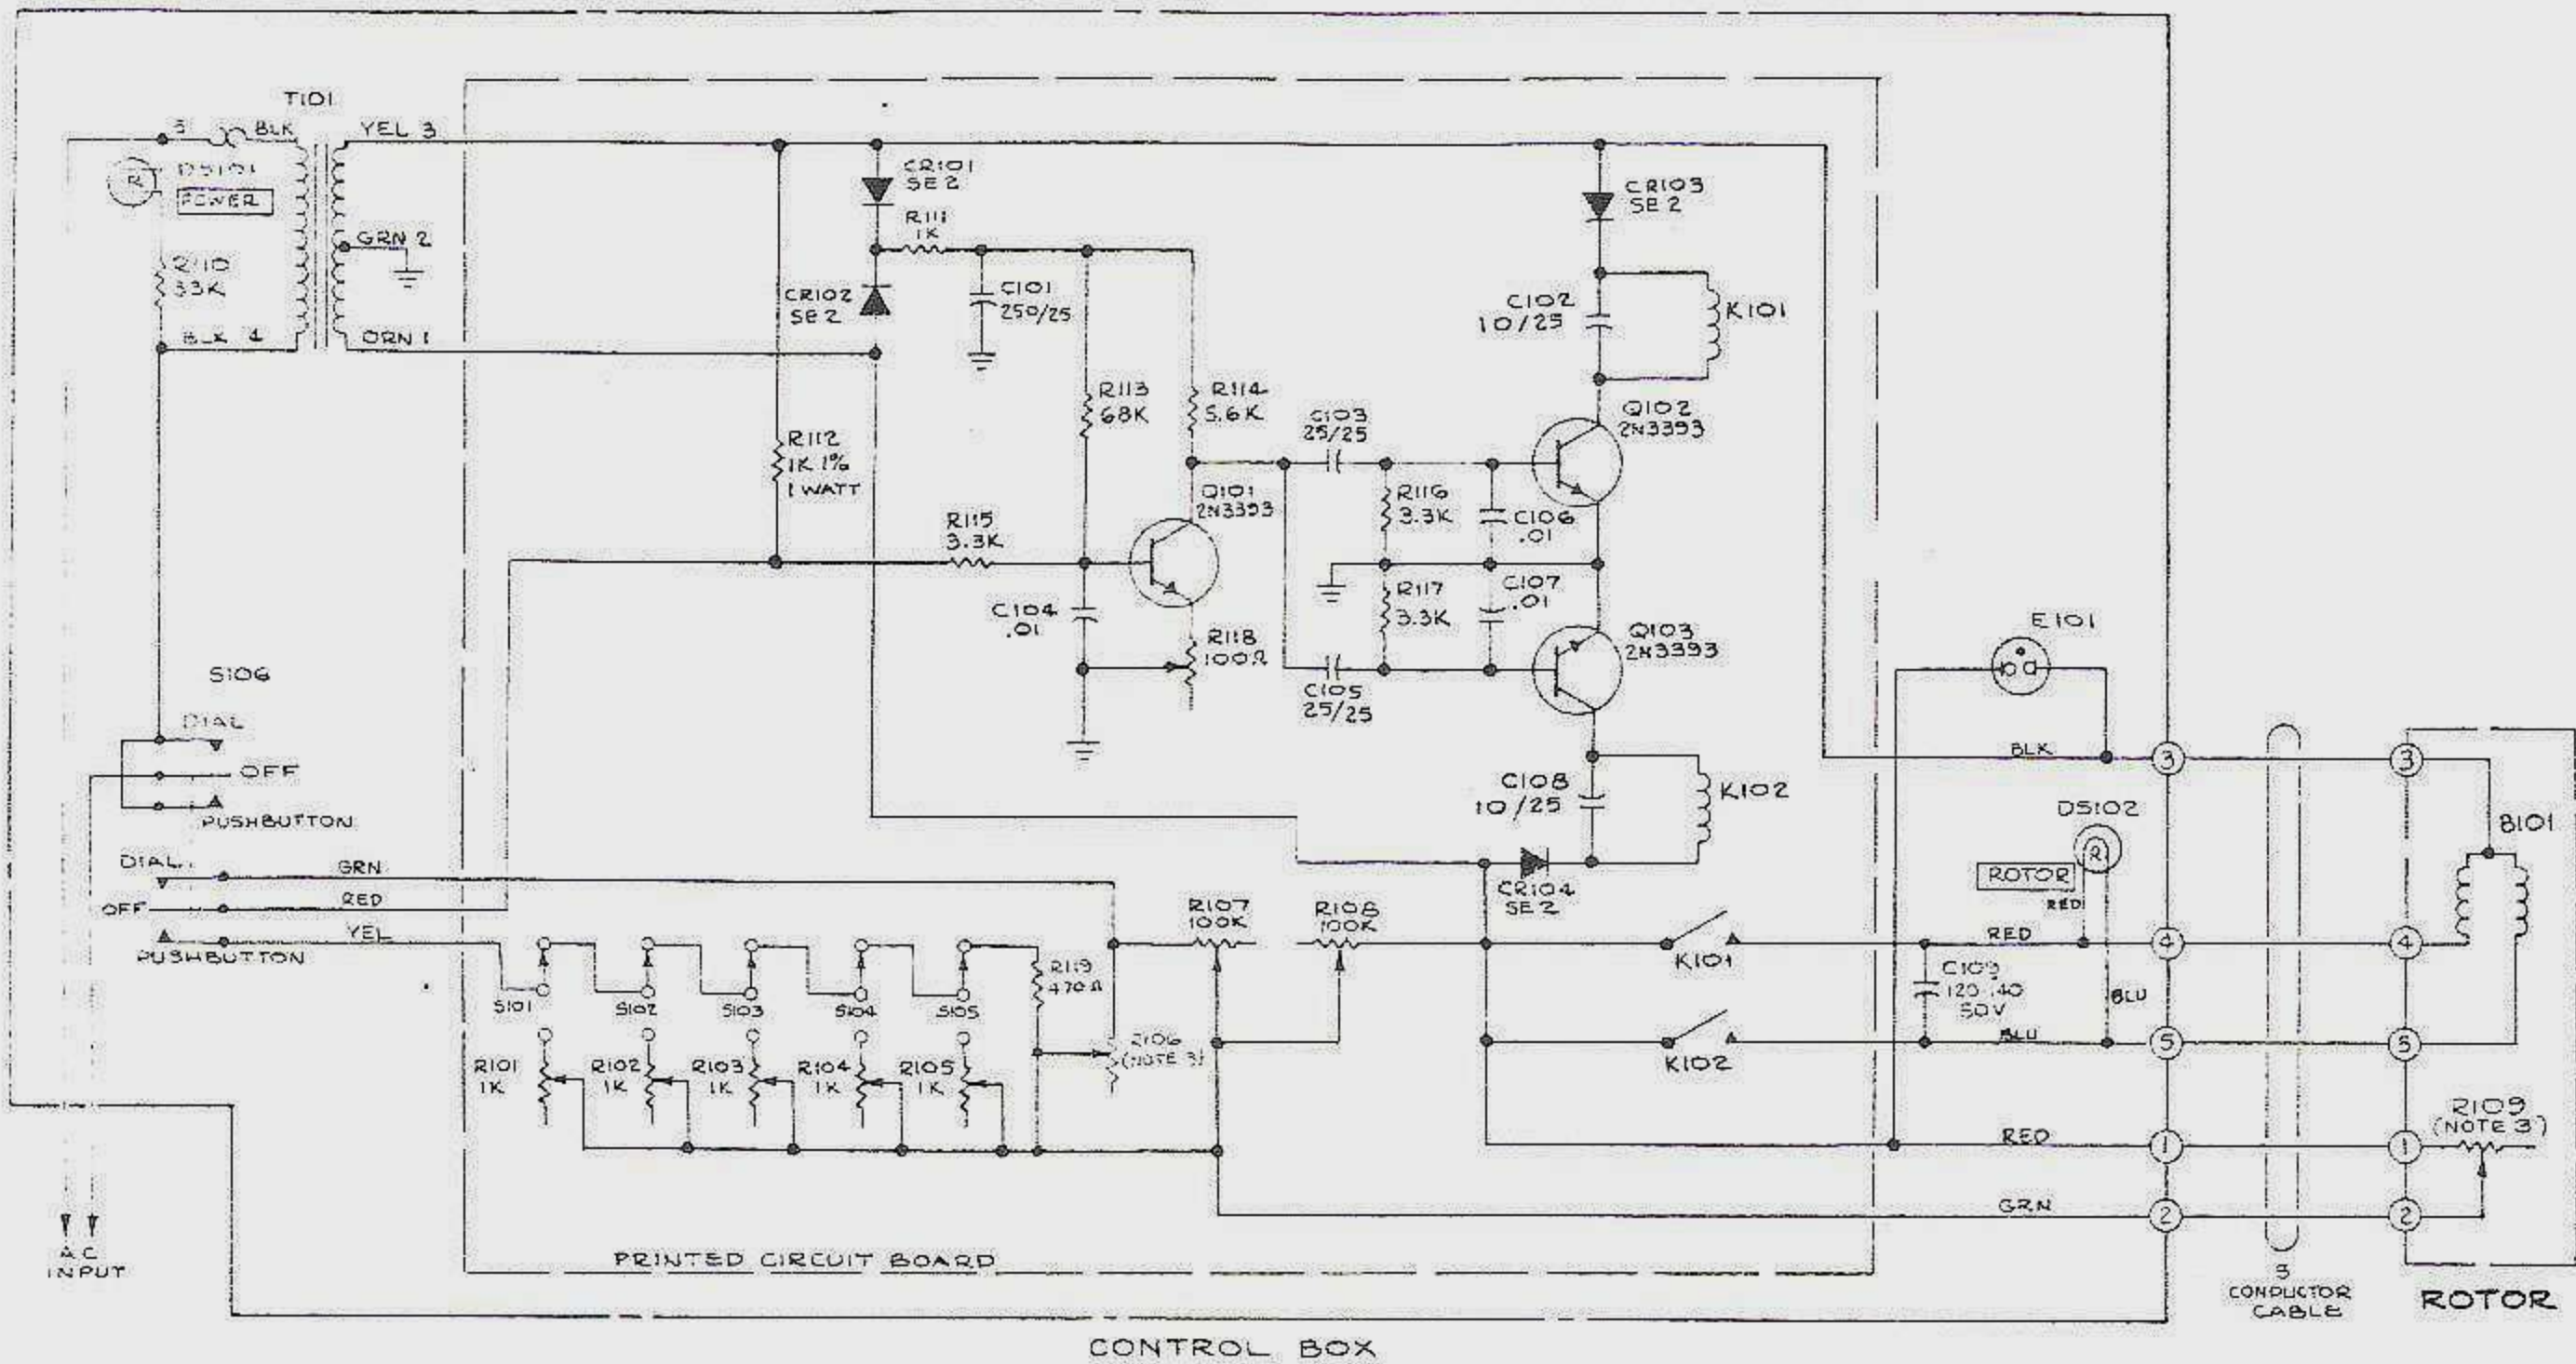 T101
5
BLK
YEL 3
DS101
R
POWER
GRN 2
R110
33K
BLK 4
ORN 1
CR101
SE 2
R111
1K
CR102
SE 2
C101
250/25
R112
1K 1%
1 WATT
R113
68K
R114
5.6K
CR103
SE 2
C102
10/25
K101
C103
25/25
Q102
2N3393
Q101
2N3393
R115
3.3K
R116
3.3K
C106
.01
C104
.01
R118
100Ω
R117
3.3K
C107
.01
Q103
2N3393
C105
25/25
E101
S106
DIAL
OFF
PUSHBUTTON
C108
10/25
K102
BLK
3
3
DS102
R
ROTOR
RED
B101
DIAL
GRN
OFF
RED
YEL
PUSHBUTTON
CR104
SE 2
R107
100K
R108
100K
K101
RED
4
4
S101
S102
S103
S104
S105
R119
470Ω
C109
120-140
50V
BLU
K102
BLU
5
5
R101
1K
R102
1K
R103
1K
R104
1K
R105
1K
R106
(NOTE 3)
R109
(NOTE 3)
RED
1
1
GRN
2
2
AC
INPUT
PRINTED CIRCUIT BOARD
5
CONDUCTOR
CABLE
ROTOR
CONTROL BOX